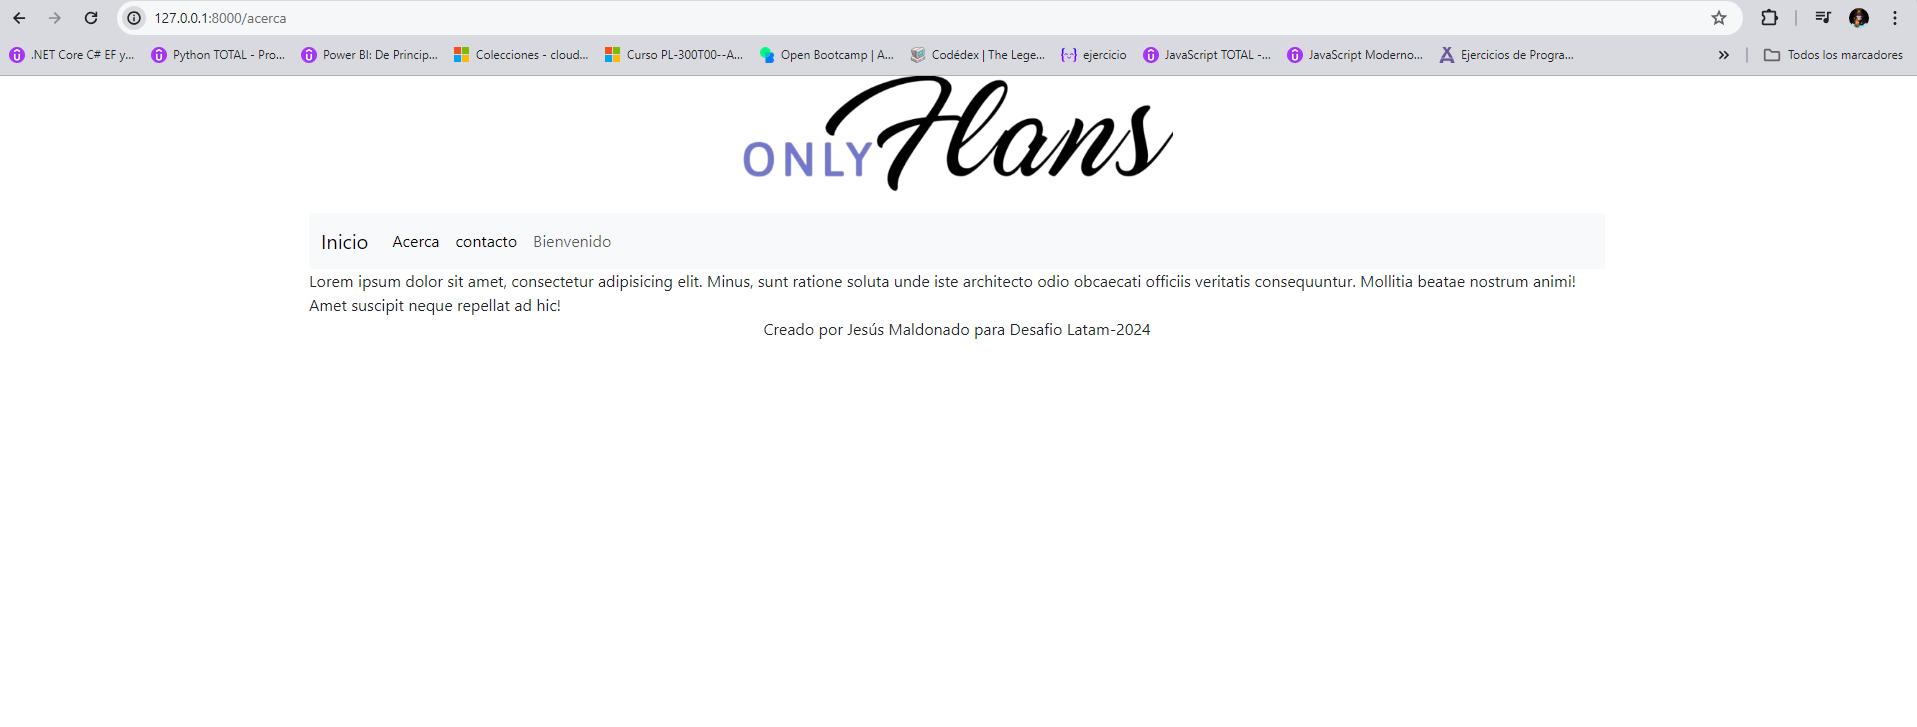 127.0.0.1:8000/acerca
.NET Core C# EF y... Python TOTAL - Pro... Power BI: De Princip... Colecciones - cloud... Curso PL-300T00--A... Open Bootcamp | A... Codédex | The Lege... ejercicio JavaScript TOTAL -... JavaScript Moderno... Ejercicios de Progra... » Todos los marcadores
ONLY Flans
Inicio Acerca contacto Bienvenido
Lorem ipsum dolor sit amet, consectetur adipisicing elit. Minus, sunt ratione soluta unde iste architecto odio obcaecati officiis veritatis consequuntur. Mollitia beatae nostrum animi!
Amet suscipit neque repellat ad hic!
Creado por Jesús Maldonado para Desafio Latam-2024